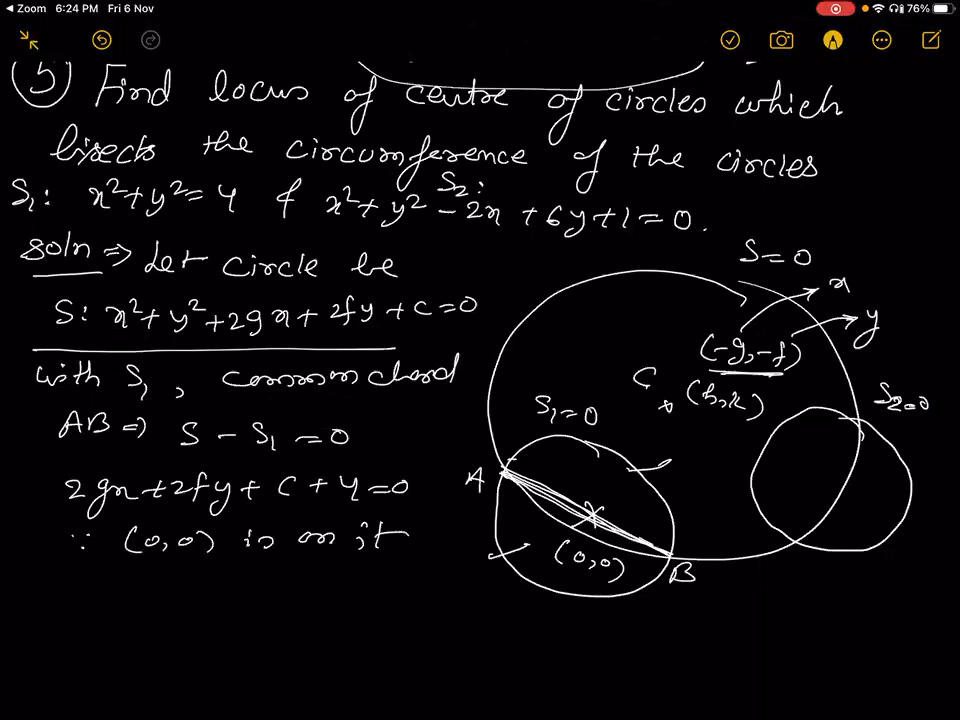 Zoom 6:24 PM Fri 6 Nov 76%
5 Find locus of centre of circles which
bisects the circumference of the circles
S₁: x²+y²=4 & S₂: x²+y²-2x+6y+1=0.
soln ⇒ Let circle be
S: x²+y²+2gx+2fy+c=0
with S₁, common chord
AB ⇒ S - S₁ = 0
2gx+2fy+c+4=0
∵ (0,0) is on it
S=0
x
y
(-g,-f)
C
(h,k)
S₁=0
S₂=0
A
(0,0)
B